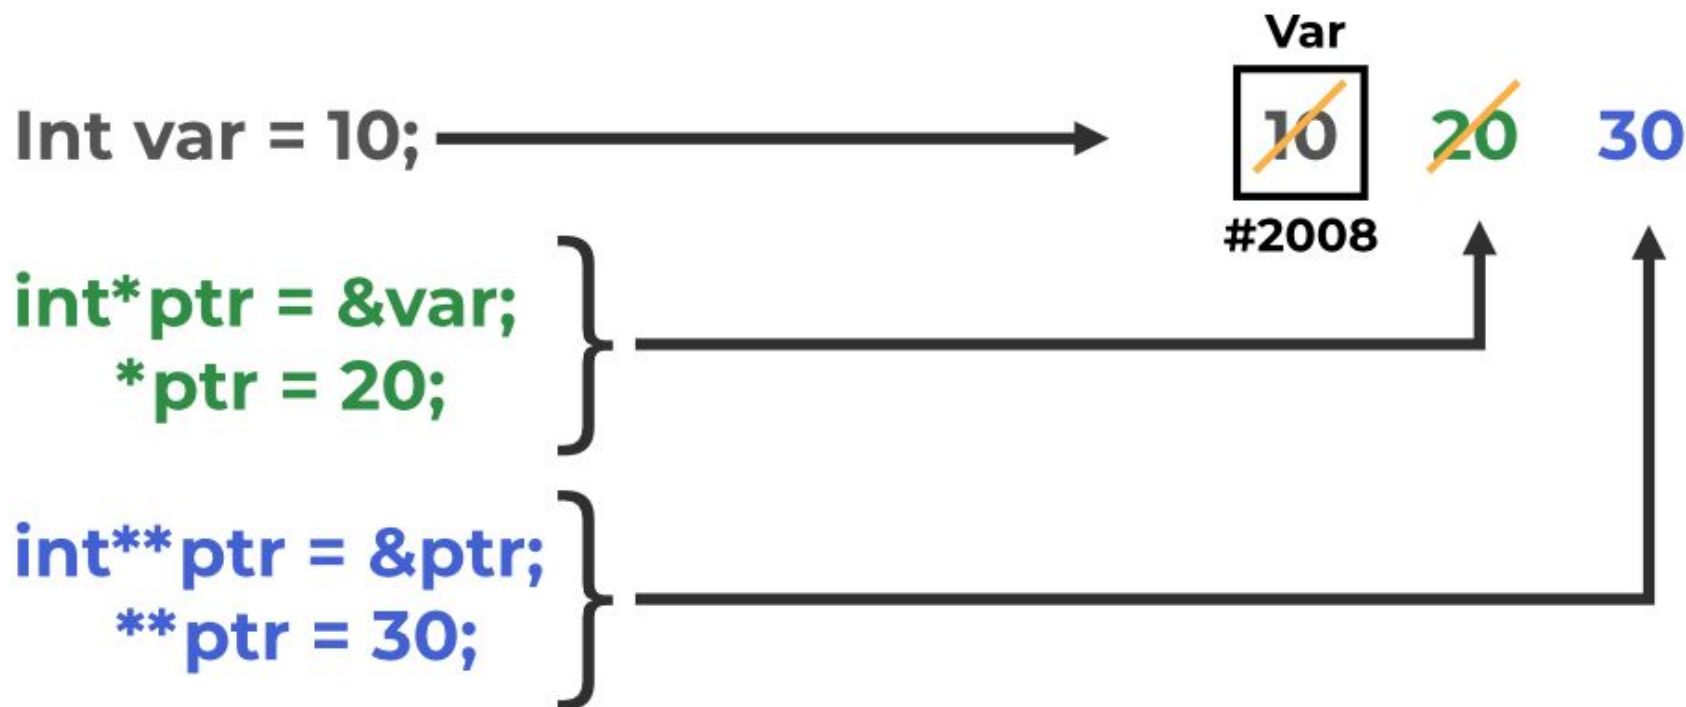 Var
Int var = 10; 10 20 30
#2008
int*ptr = &var;
*ptr = 20;
int**ptr = &ptr;
**ptr = 30;